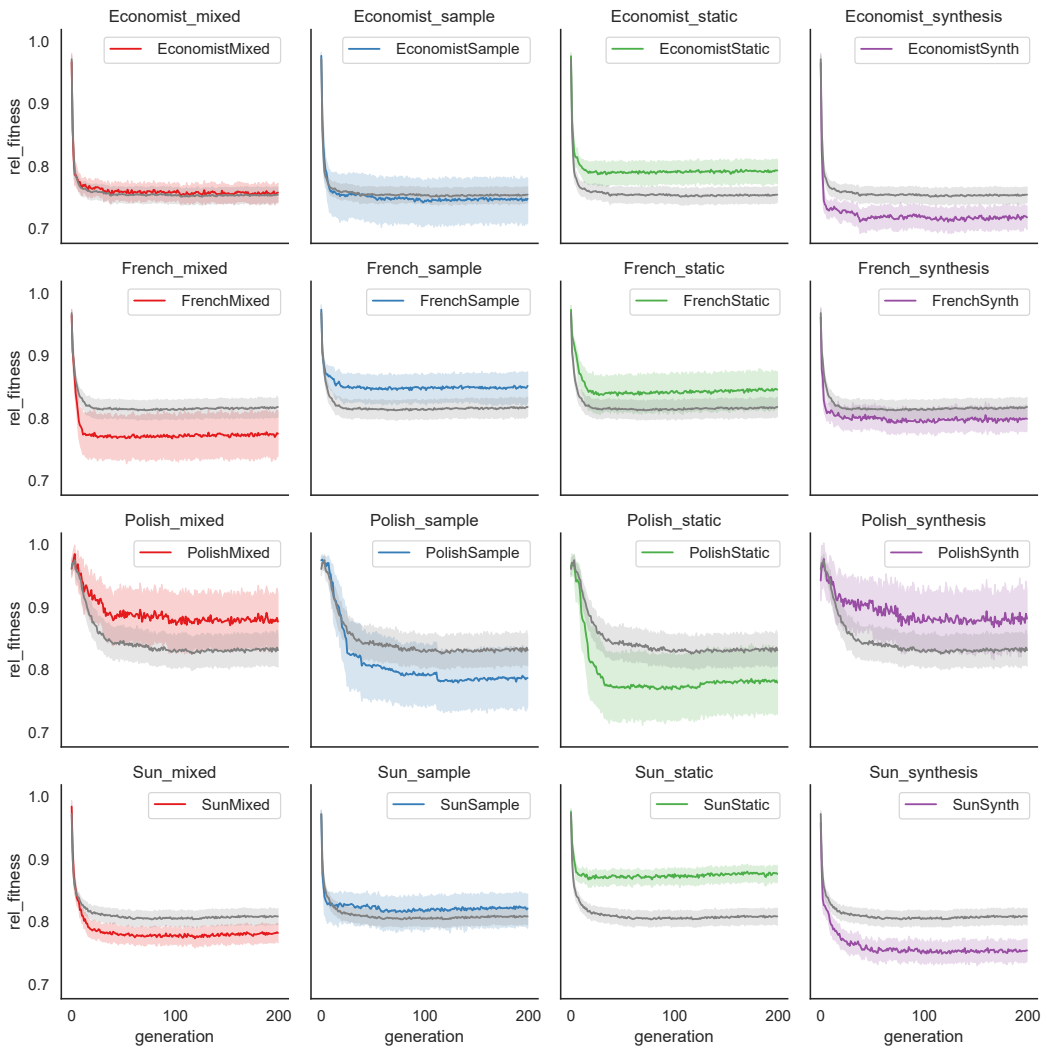 Economist_mixed
Economist_sample
Economist_static
Economist_synthesis
EconomistMixed
EconomistSample
EconomistStatic
EconomistSynth
1.0
0.9
0.8
0.7
rel_fitness
French_mixed
French_sample
French_static
French_synthesis
FrenchMixed
FrenchSample
FrenchStatic
FrenchSynth
1.0
0.9
0.8
0.7
rel_fitness
Polish_mixed
Polish_sample
Polish_static
Polish_synthesis
PolishMixed
PolishSample
PolishStatic
PolishSynth
1.0
0.9
0.8
0.7
rel_fitness
Sun_mixed
Sun_sample
Sun_static
Sun_synthesis
SunMixed
SunSample
SunStatic
SunSynth
1.0
0.9
0.8
0.7
rel_fitness
0 100 200
0 100 200
0 100 200
0 100 200
generation
generation
generation
generation